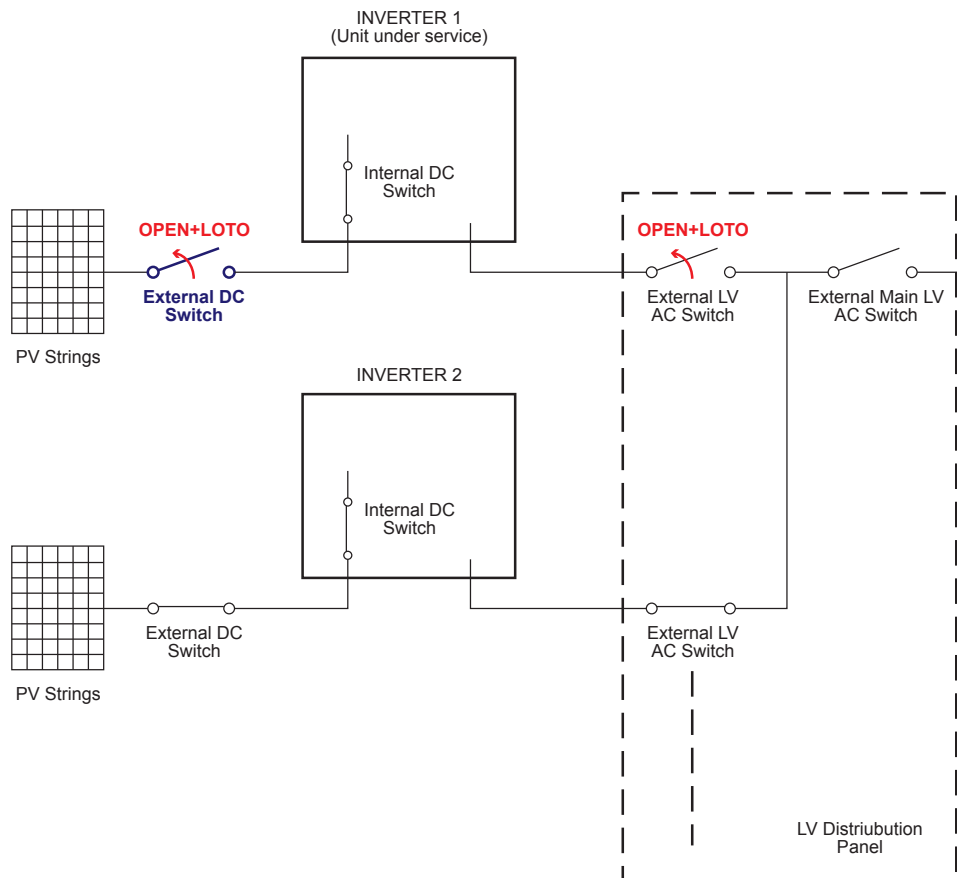 INVERTER 1
(Unit under service)
Internal DC
Switch
OPEN+LOTO
External DC
Switch
PV Strings
OPEN+LOTO
External LV
AC Switch
External Main LV
AC Switch
INVERTER 2
Internal DC
Switch
External DC
Switch
PV Strings
External LV
AC Switch
LV Distriubution
Panel